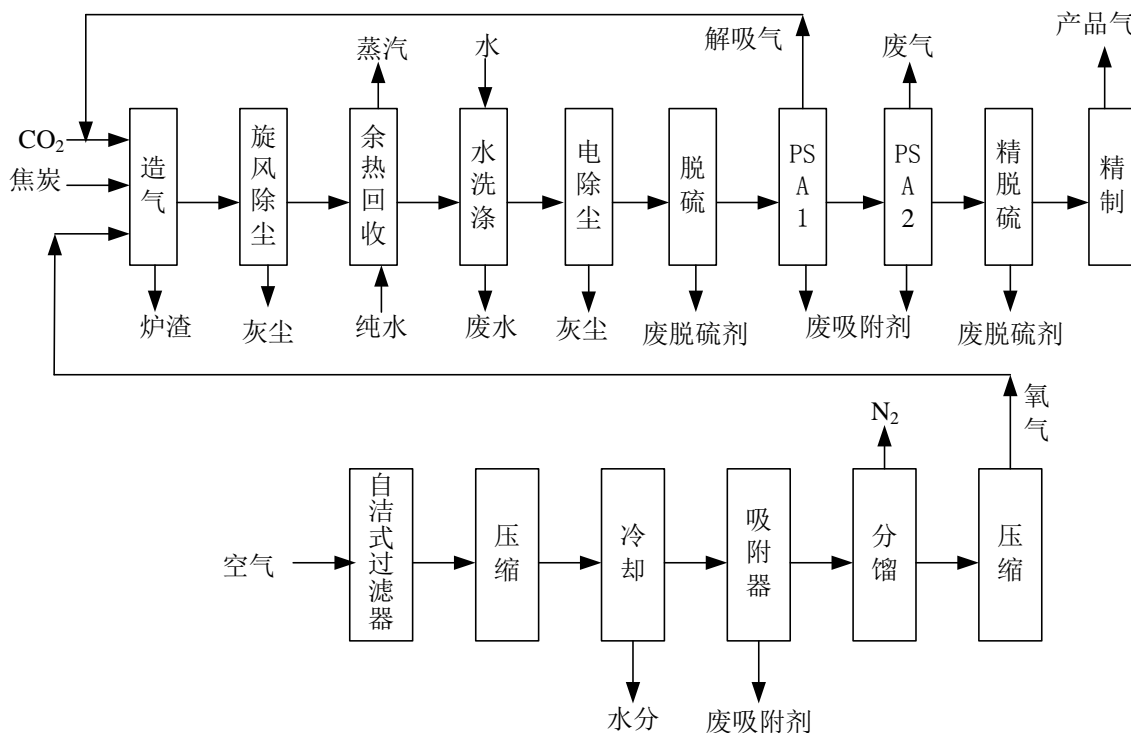 解吸气
废气
产品气
蒸汽
水
CO₂
焦炭
造气
旋风除尘
余热回收
水洗涤
电除尘
脱硫
PSA1
PSA2
精脱硫
精制
炉渣
灰尘
纯水
废水
灰尘
废脱硫剂
废吸附剂
废脱硫剂
氧气
N₂
空气
自洁式过滤器
压缩
冷却
吸附器
分馏
压缩
水分
废吸附剂